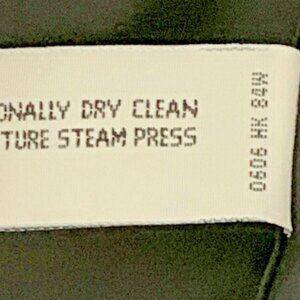 ONALLY DRY CLEAN
TURE STEAM PRESS
0606 HK 84W